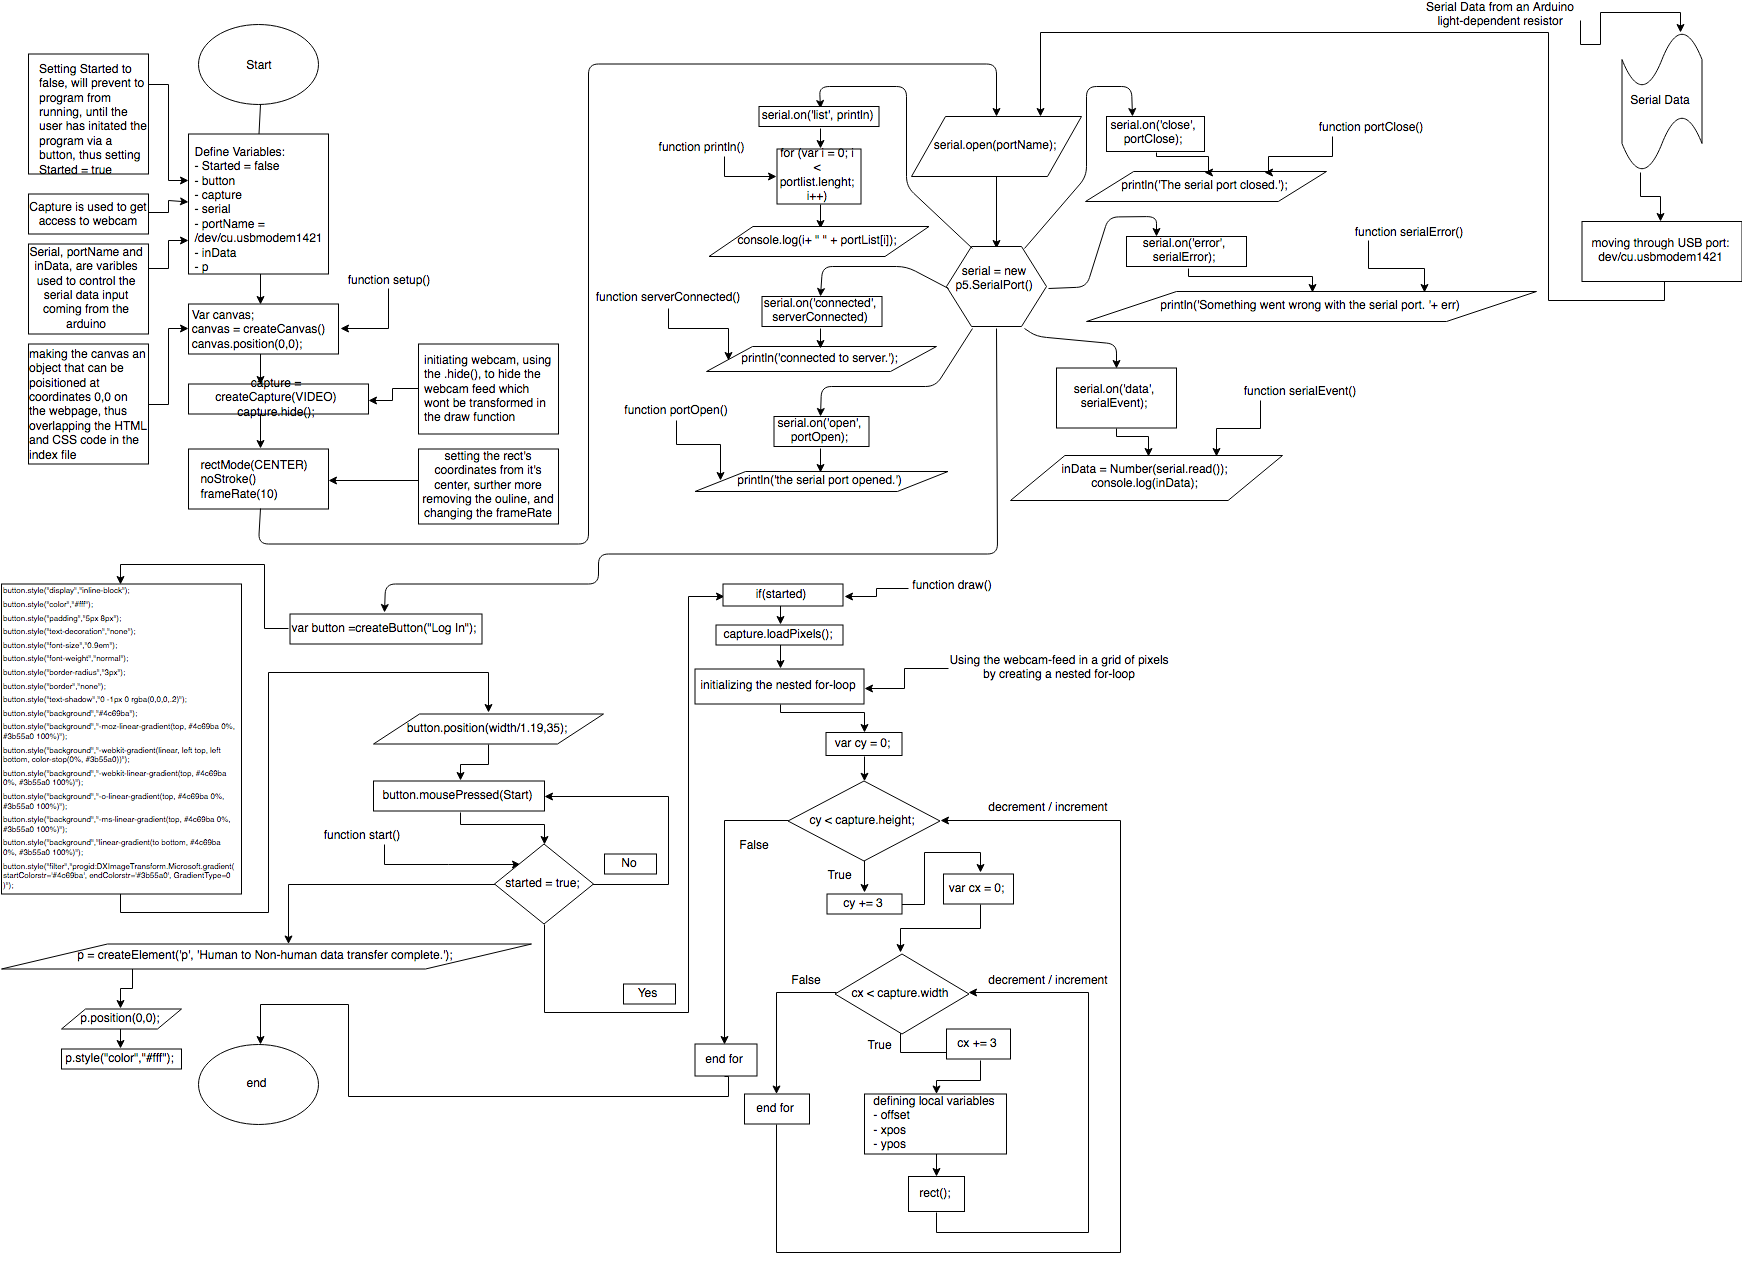 Start
Setting Started to
false, will prevent to
program from
running, until the
user has initated the
program via a
button, thus setting
Started = true
Define Variables:
- Started = false
- button
- capture
- serial
- portName =
/dev/cu.usbmodem1421
- inData
- p
Capture is used to get
access to webcam
Serial, portName and
inData, are varibles
used to control the
serial data input
coming from the
arduino
function setup()
Var canvas;
canvas = createCanvas()
canvas.position(0,0);
making the canvas an
object that can be
poisitioned at
coordinates 0,0 on
the webpage, thus
overlapping the HTML
and CSS code in the
index file
capture =
createCapture(VIDEO)
capture.hide();
initiating webcam, using
the .hide(), to hide the
webcam feed which
wont be transformed in
the draw function
rectMode(CENTER)
noStroke()
frameRate(10)
setting the rect's
coordinates from it's
center, surther more
removing the ouline, and
changing the frameRate
Serial Data from an Arduino
light-dependent resistor
Serial Data
moving through USB port:
dev/cu.usbmodem1421
serial.open(portName);
serial = new
p5.SerialPort()
serial.on('list', println)
function println()
for (var i = 0; i
<
portlist.lenght;
i++)
console.log(i+ " " + portList[i]);
function serverConnected()
serial.on('connected',
serverConnected)
println('connected to server.');
function portOpen()
serial.on('open',
portOpen);
println('the serial port opened.')
serial.on('close',
portClose);
function portClose()
println('The serial port closed.');
serial.on('error',
serialError);
function serialError()
println('Something went wrong with the serial port. '+ err)
serial.on('data',
serialEvent);
function serialEvent()
inData = Number(serial.read());
console.log(inData);
var button =createButton("Log In");
button.style("display","inline-block");
button.style("color","#fff");
button.style("padding","5px 8px");
button.style("text-decoration","none");
button.style("font-size","0.9em");
button.style("font-weight","normal");
button.style("border-radius","3px");
button.style("border","none");
button.style("text-shadow","0 -1px 0 rgba(0,0,0,.2)");
button.style("background","#4c69ba");
button.style("background","-moz-linear-gradient(top, #4c69ba 0%,
#3b55a0 100%)");
button.style("background","-webkit-gradient(linear, left top, left
bottom, color-stop(0%, #3b55a0))");
button.style("background","-webkit-linear-gradient(top, #4c69ba
0%, #3b55a0 100%)");
button.style("background","-o-linear-gradient(top, #4c69ba 0%,
#3b55a0 100%)");
button.style("background","-ms-linear-gradient(top, #4c69ba 0%,
#3b55a0 100%)");
button.style("background","linear-gradient(to bottom, #4c69ba
0%, #3b55a0 100%)");
button.style("filter","progid:DXImageTransform.Microsoft.gradient(
startColorstr='#4c69ba', endColorstr='#3b55a0', GradientType=0
)");
button.position(width/1.19,35);
button.mousePressed(Start)
function start()
started = true;
No
Yes
p = createElement('p', 'Human to Non-human data transfer complete.');
p.position(0,0);
p.style("color","#fff");
end
if(started)
function draw()
capture.loadPixels();
initializing the nested for-loop
Using the webcam-feed in a grid of pixels
by creating a nested for-loop
var cy = 0;
cy < capture.height;
decrement / increment
False
True
cy += 3
var cx = 0;
cx < capture.width
decrement / increment
False
True
cx += 3
end for
end for
defining local variables
- offset
- xpos
- ypos
rect();